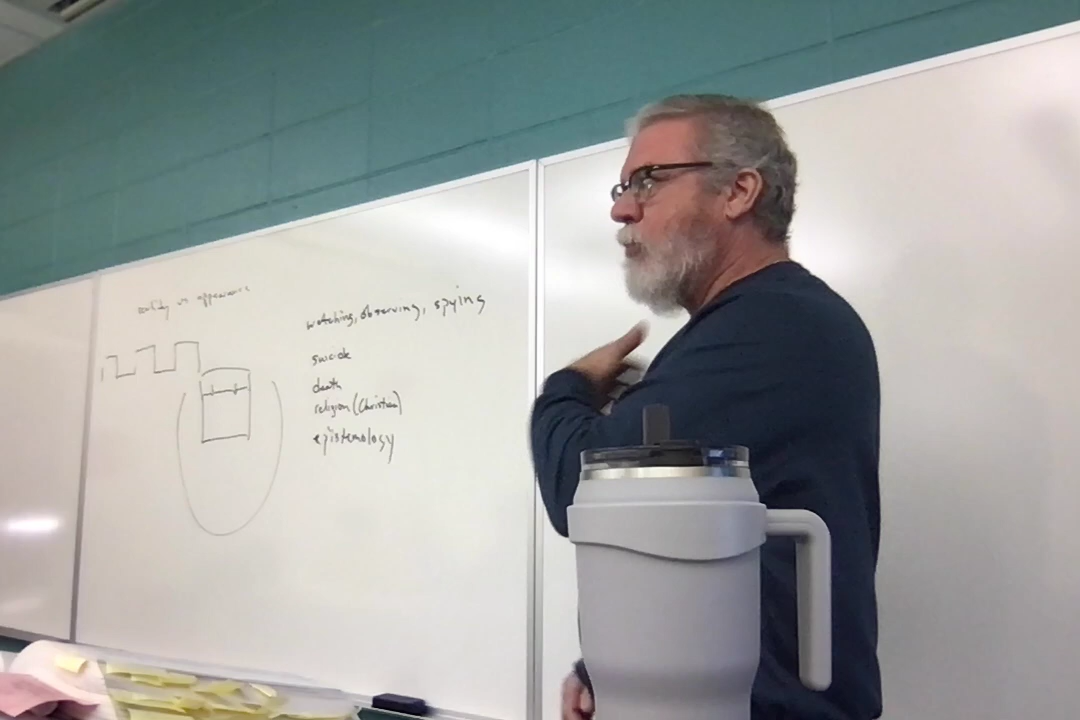 reality vs appearance
watching, observing, spying
suicide
death
religion (Christian)
epistemology